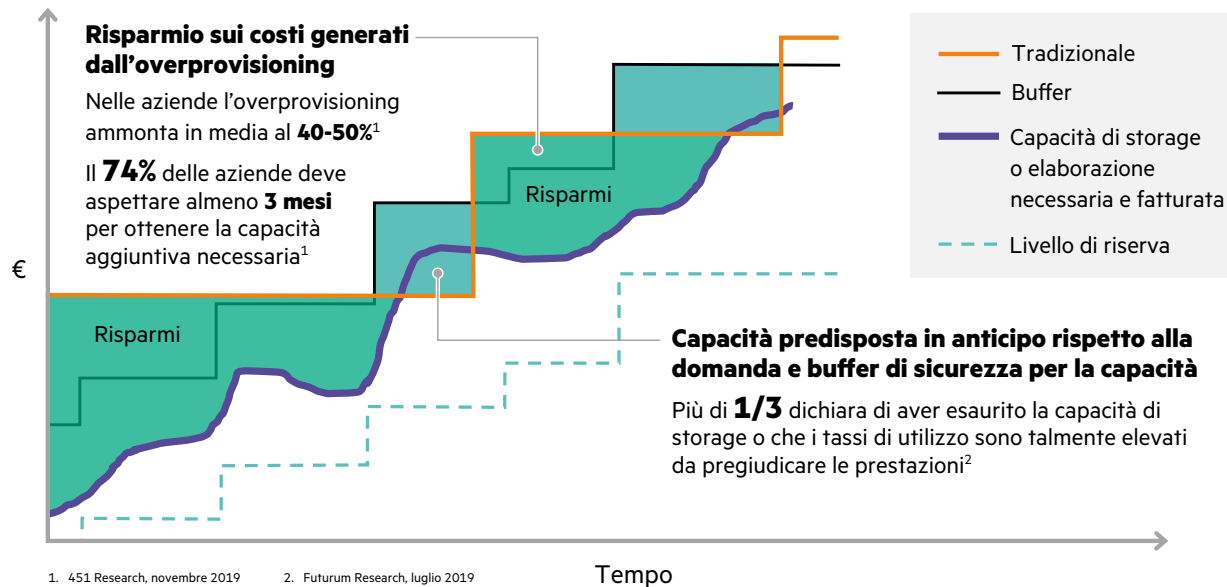 Risparmio sui costi generati
dall'overprovisioning
Nelle aziende l'overprovisioning
ammonta in media al 40-50%¹
Il 74% delle aziende deve
aspettare almeno 3 mesi
per ottenere la capacità
aggiuntiva necessaria¹
Tradizionale
Buffer
Capacità di storage
o elaborazione
necessaria e fatturata
Livello di riserva
Risparmi
€
Risparmi
Capacità predisposta in anticipo rispetto alla
domanda e buffer di sicurezza per la capacità
Più di 1/3 dichiara di aver esaurito la capacità di
storage o che i tassi di utilizzo sono talmente elevati
da pregiudicare le prestazioni²
Tempo
1. 451 Research, novembre 2019 2. Futurum Research, luglio 2019